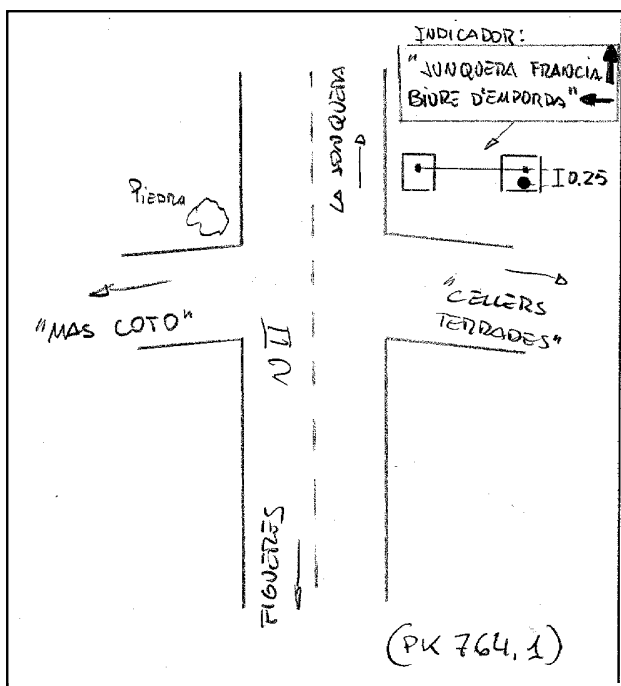 INDICADOR:
"JUNQUERA FRANCIA
BIURE D'EMPORDA"
LA JONQUERA
0.25
PIEDRA
"MAS COTO"
"CELLERS
TERRADES"
N II
FIGUERES
(PK 764,1)